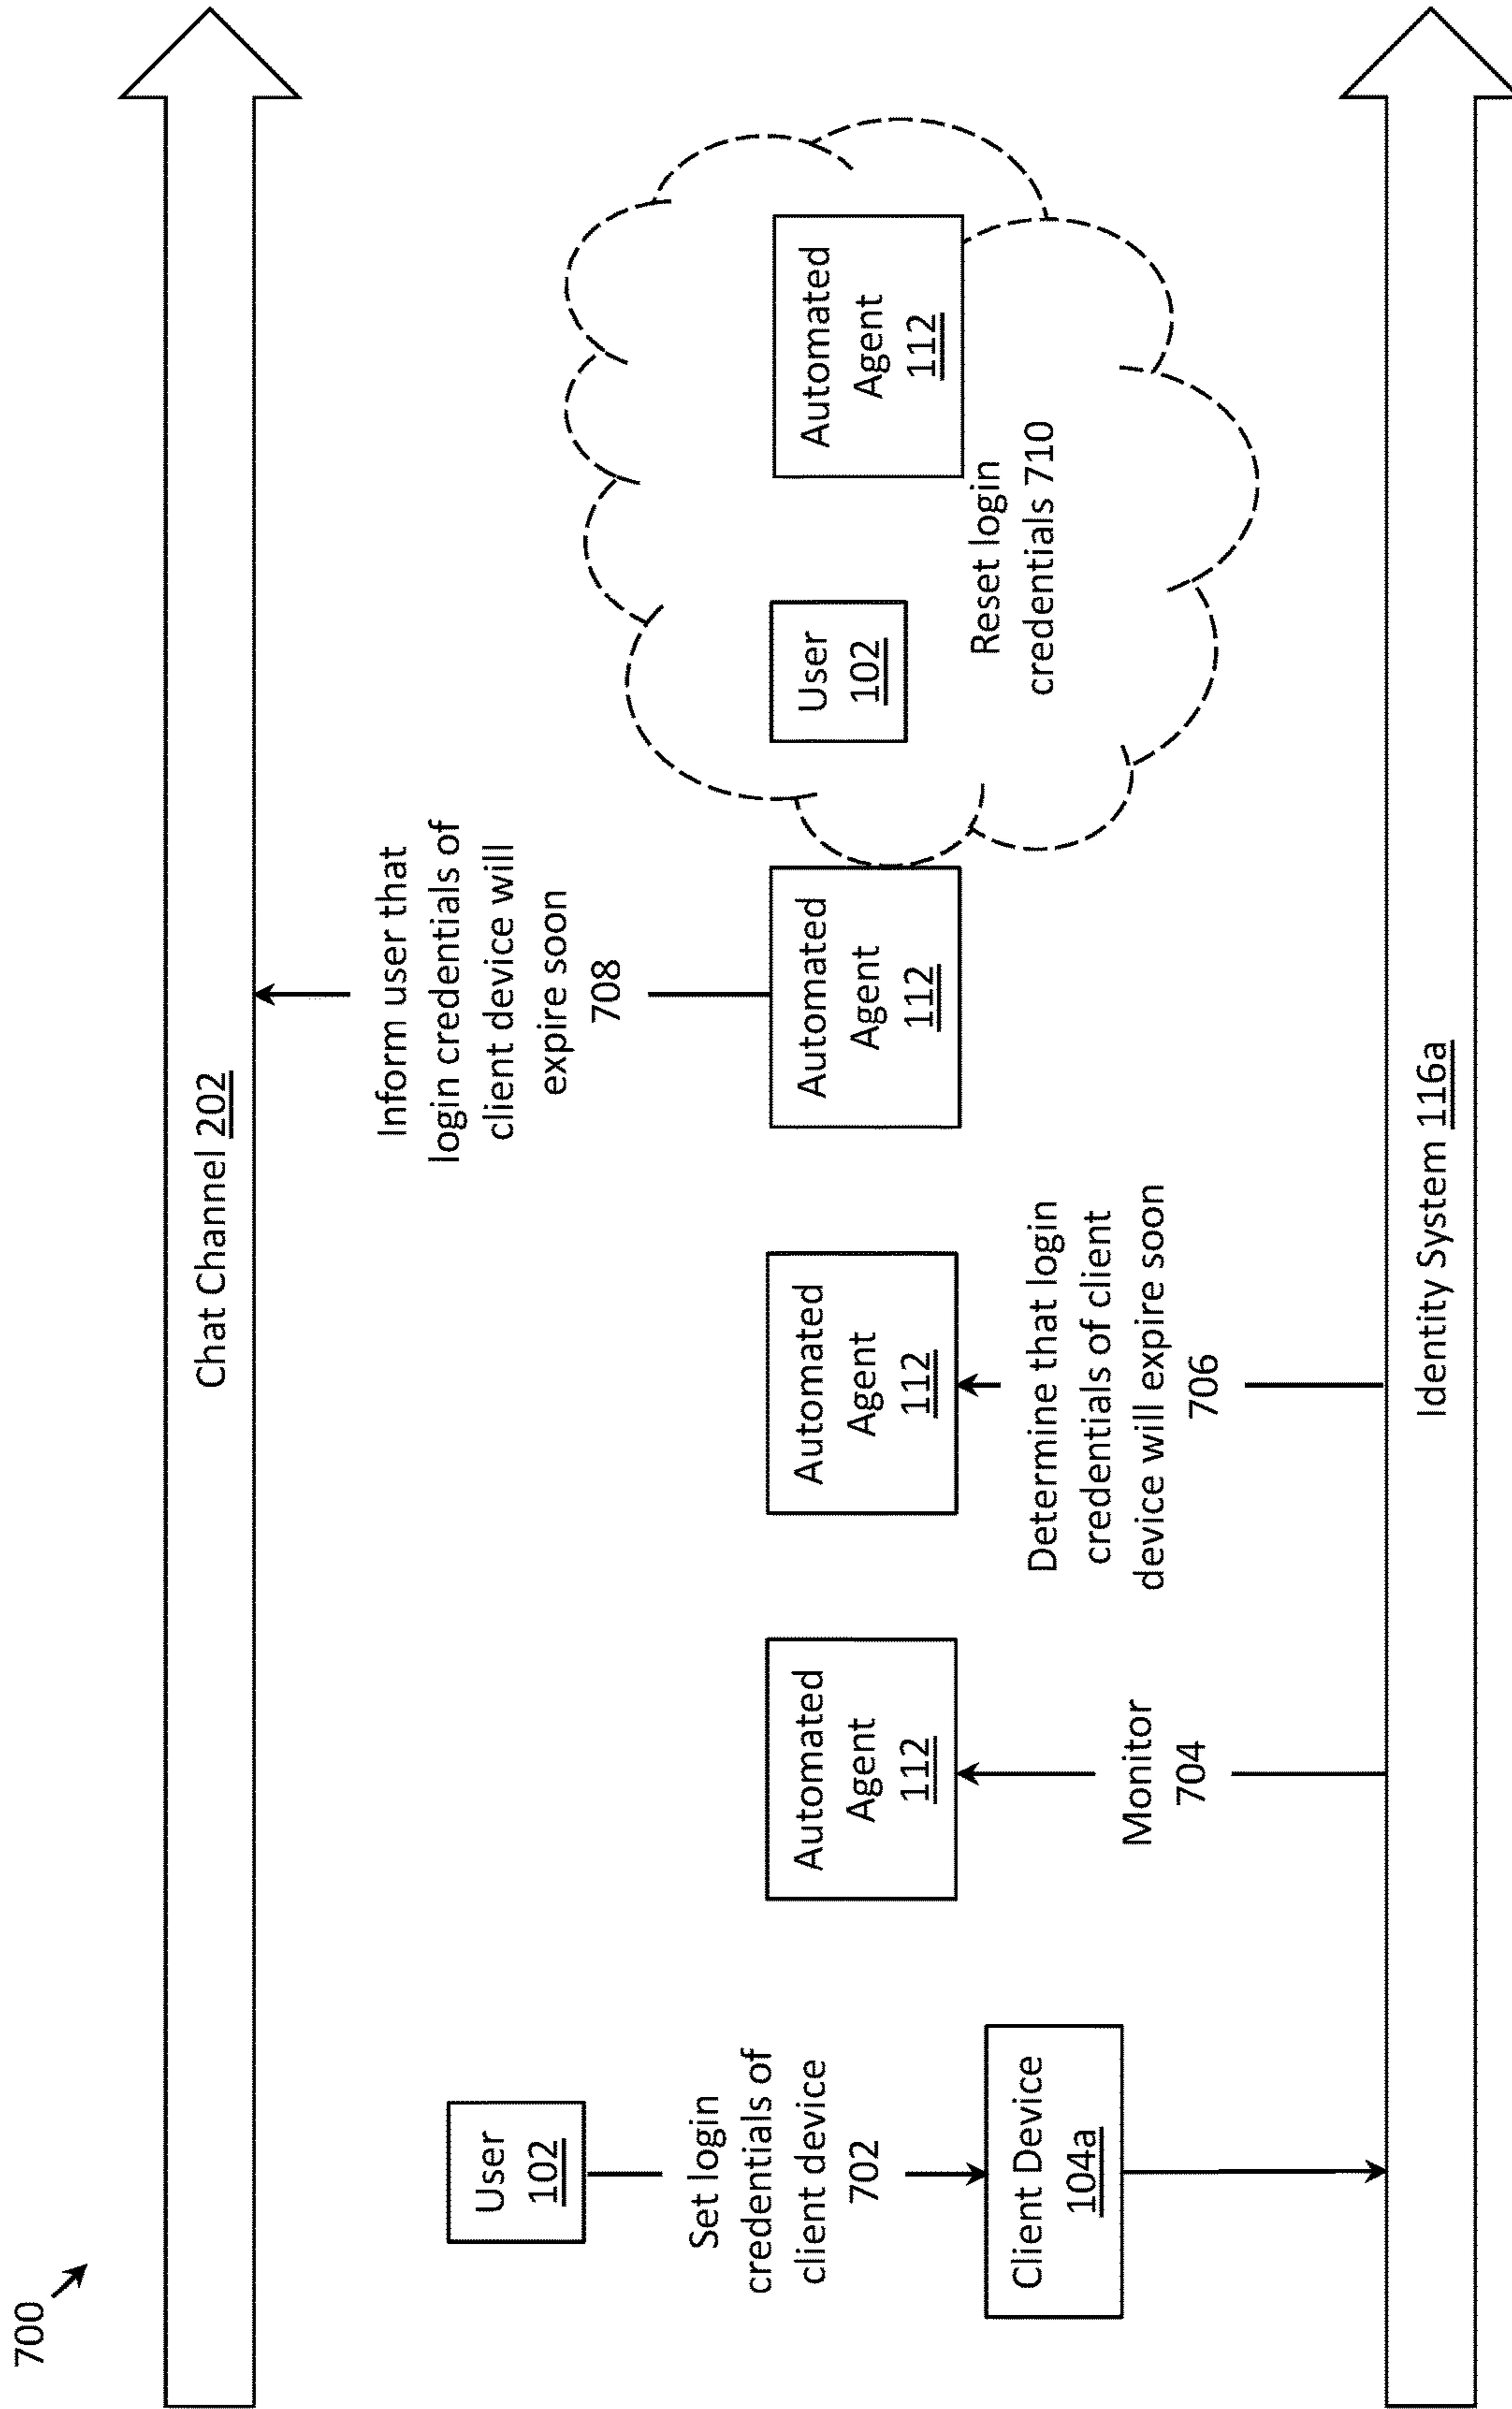 700
Chat Channel 202
User
102
Set login
credentials of
client device
702
Client Device
104a
Automated
Agent
112
Monitor
704
Automated
Agent
112
Determine that login
credentials of client
device will expire soon
706
Inform user that
login credentials of
client device will
expire soon
708
Automated
Agent
112
User
102
Automated
Agent
112
Reset login
credentials 710
Identity System 116a